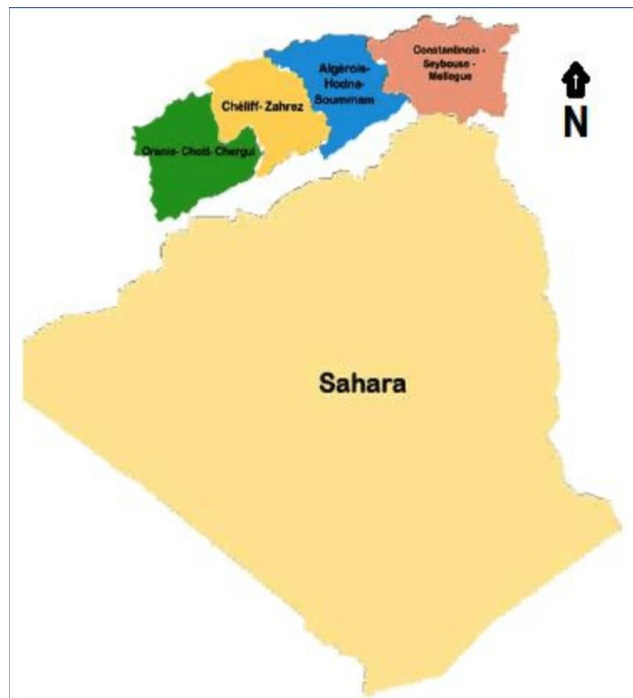 Constantinois -
Seybouse -
Mellegue
Algérois-
Hodna-
Soummam
Chéliff- Zahrez
Oranie- Chott- Chergui
N
Sahara